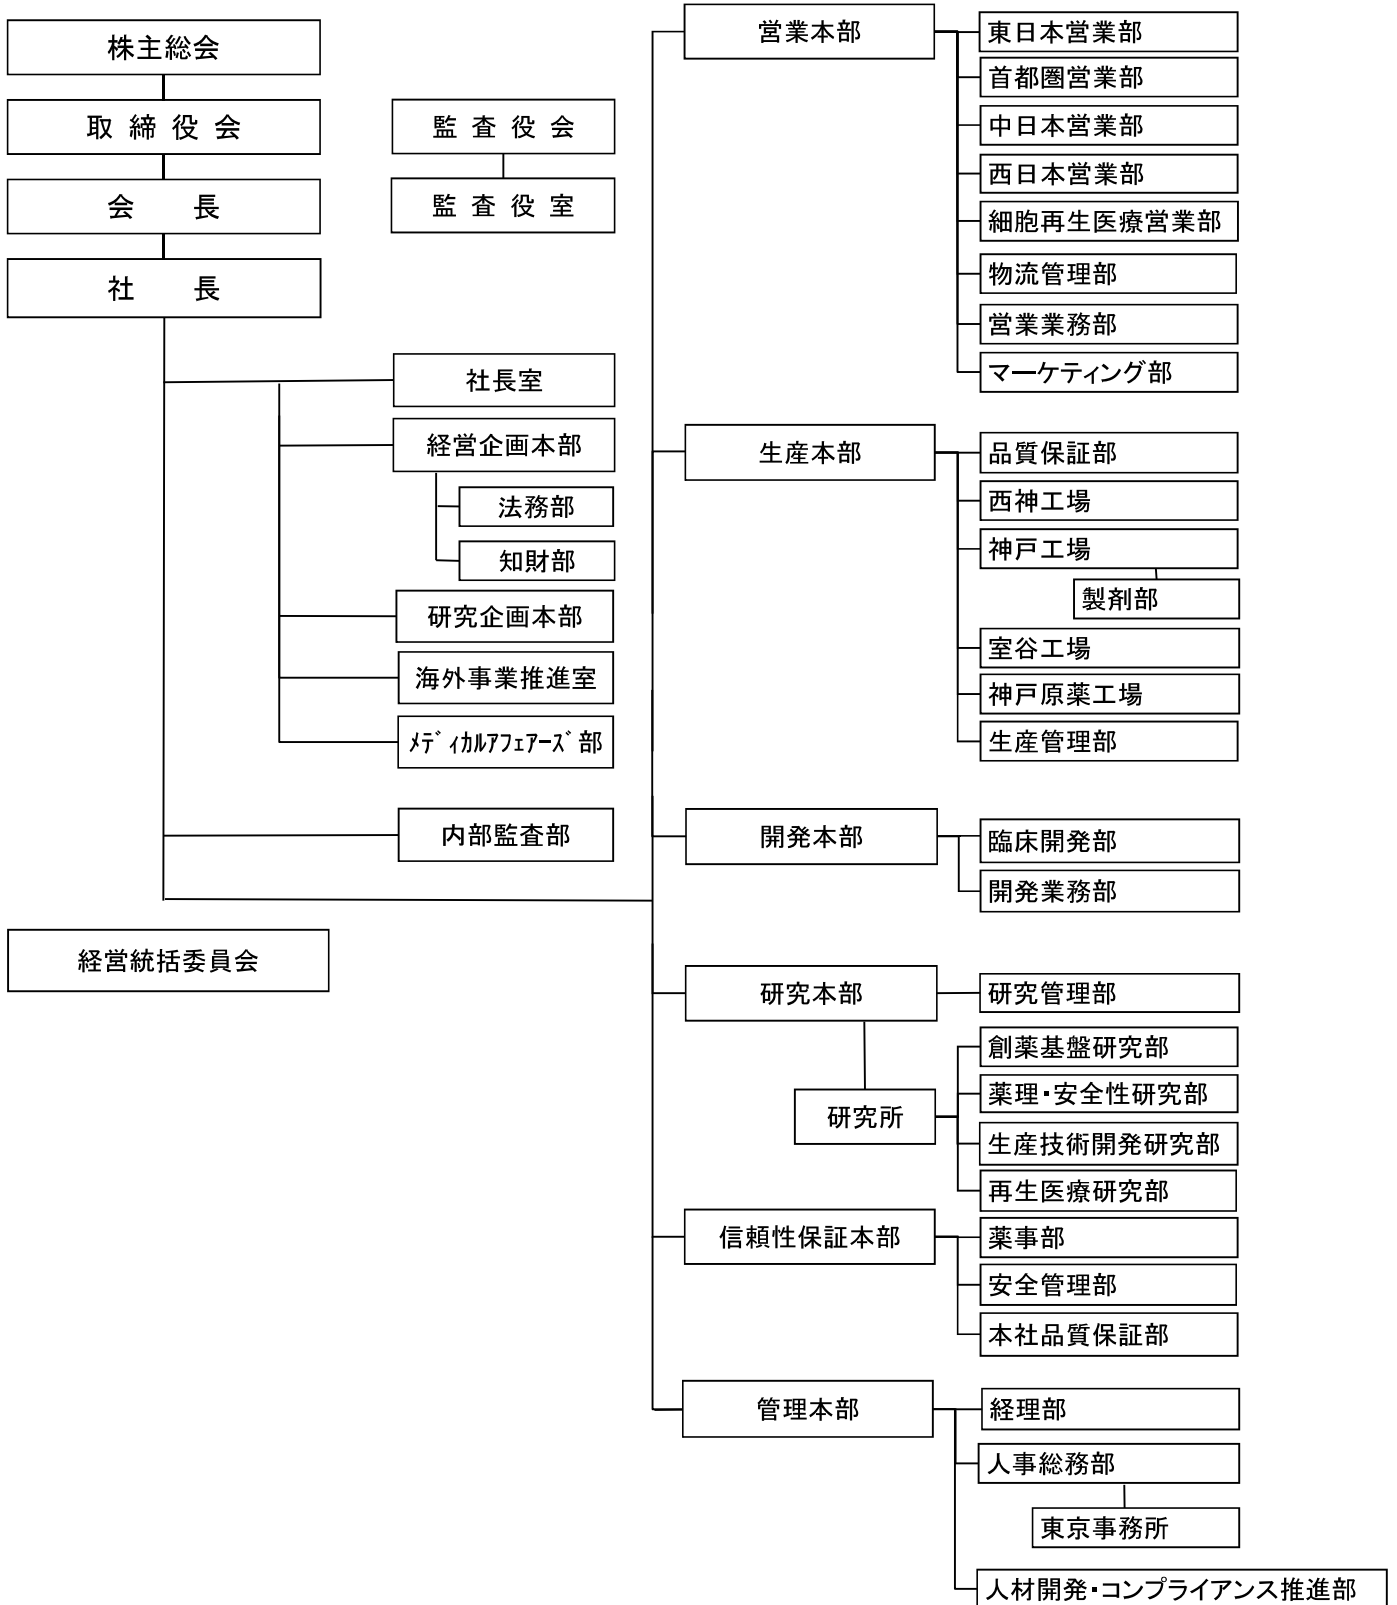 株主総会
取締役会
会長
社長
監査役会
監査役室
社長室
経営企画本部
法務部
知財部
研究企画本部
海外事業推進室
ﾒﾃﾞｨｶﾙｱﾌｪｱｰｽﾞ部
内部監査部
経営統括委員会
営業本部
東日本営業部
首都圏営業部
中日本営業部
西日本営業部
細胞再生医療営業部
物流管理部
営業業務部
マーケティング部
生産本部
品質保証部
西神工場
神戸工場
製剤部
室谷工場
神戸原薬工場
生産管理部
開発本部
臨床開発部
開発業務部
研究本部
研究管理部
研究所
創薬基盤研究部
薬理・安全性研究部
生産技術開発研究部
再生医療研究部
信頼性保証本部
薬事部
安全管理部
本社品質保証部
管理本部
経理部
人事総務部
東京事務所
人材開発・コンプライアンス推進部